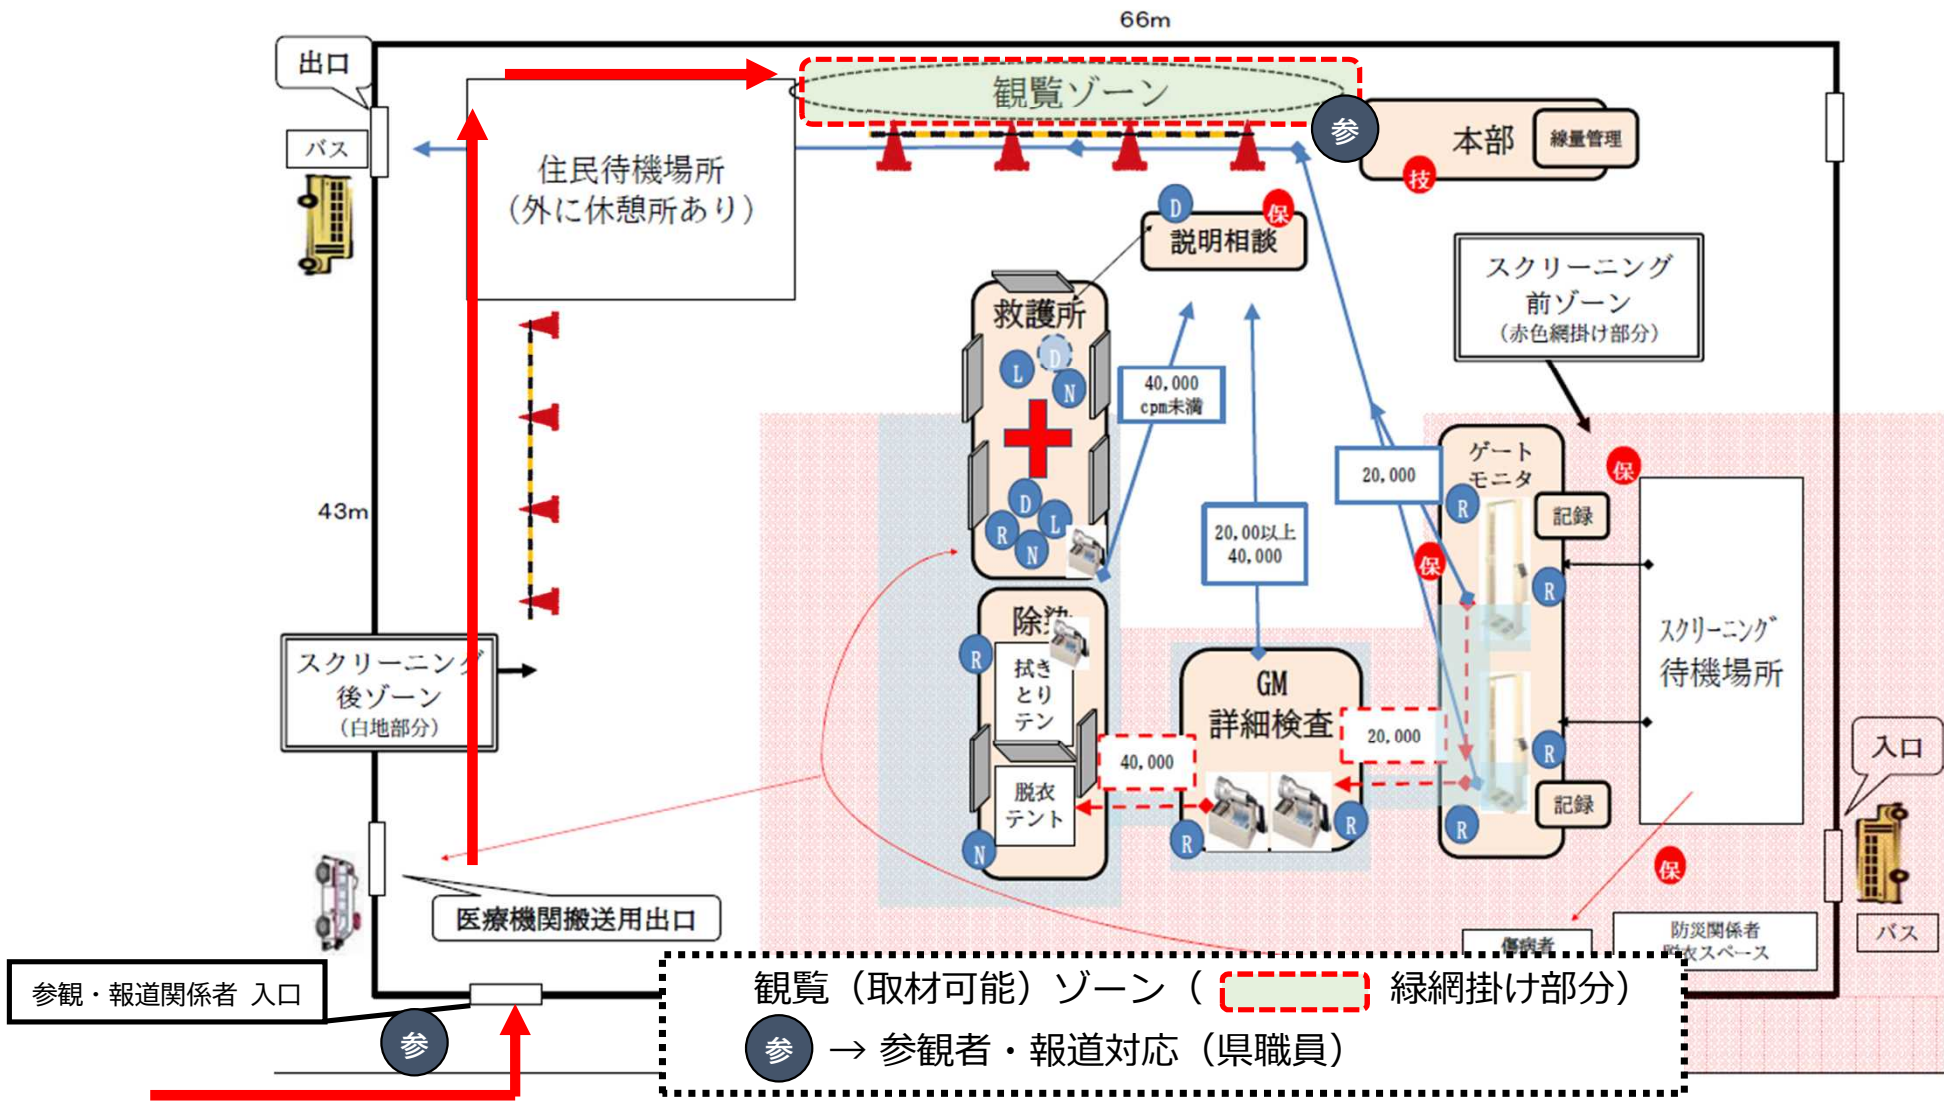 66m
出口
観覧ゾーン
参
本部
線量管理
技
バス
住民待機場所
（外に休憩所あり）
D
保
説明相談
スクリーニング
前ゾーン
（赤色網掛け部分）
救護所
D
L
N
40,000
cpm未満
ゲート
モニタ
保
20,000
R
記録
43m
D
L
R
N
20,00以上
40,000
保
R
スクリーニング
待機場所
除染
R
拭き
とり
テン
GM
詳細検査
20,000
スクリーニング
後ゾーン
（白地部分）
40,000
R
入口
脱衣
テント
記録
R
R
R
N
保
医療機関搬送用出口
傷病者
防災関係者
脱衣スペース
バス
参観・報道関係者 入口
参
観覧（取材可能）ゾーン（ 緑網掛け部分）
参 → 参観者・報道対応（県職員）